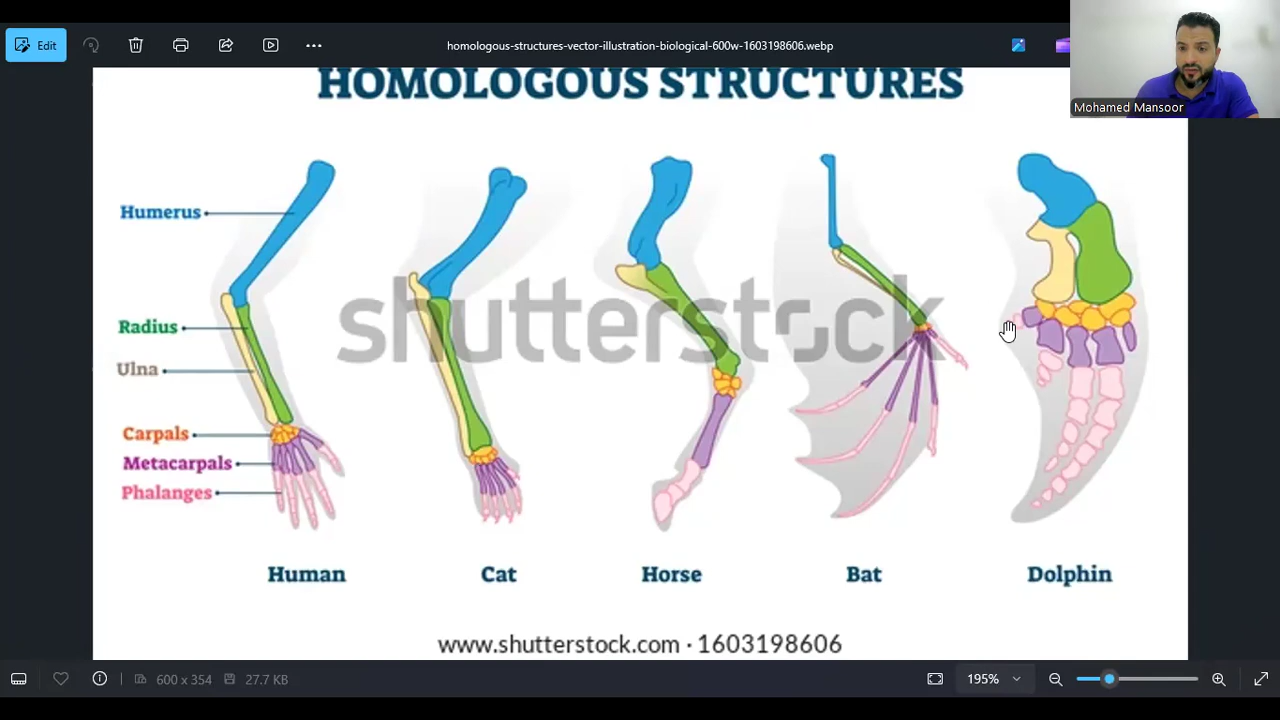 Edit
homologous-structures-vector-illustration-biological-600w-1603198606.webp
Mohamed Mansoor
HOMOLOGOUS STRUCTURES
Humerus
Radius
Ulna
Carpals
Metacarpals
Phalanges
shutterstock
Human Cat Horse Bat Dolphin
www.shutterstock.com · 1603198606
600 x 354 27.7 KB 195%